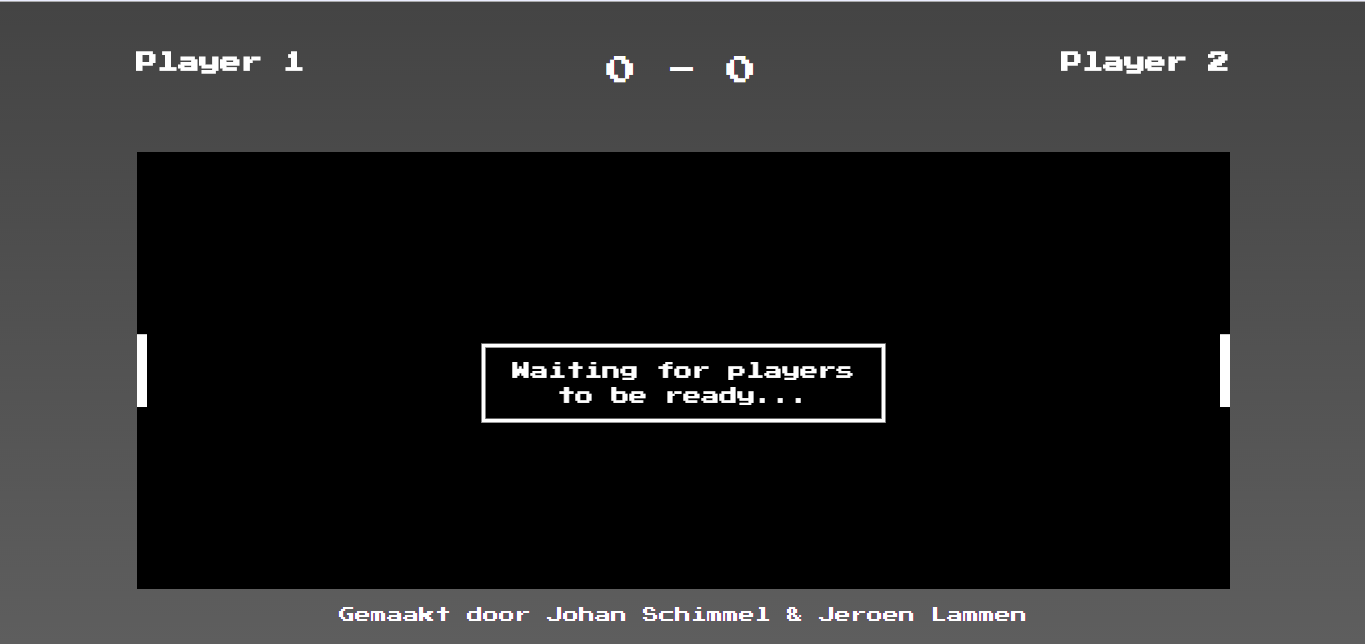 Player 1
0 - 0
Player 2
Waiting for players
to be ready...
Gemaakt door Johan Schimmel & Jeroen Lammen